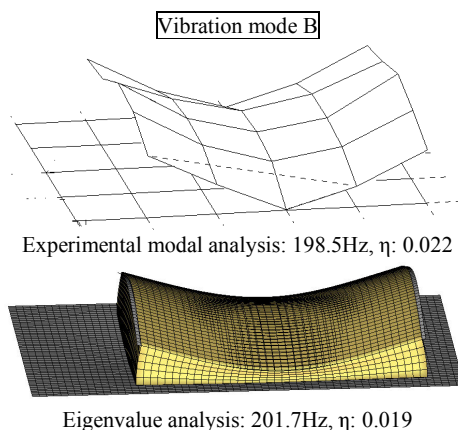 Vibration mode B
Experimental modal analysis: 198.5Hz, η: 0.022
Eigenvalue analysis: 201.7Hz, η: 0.019